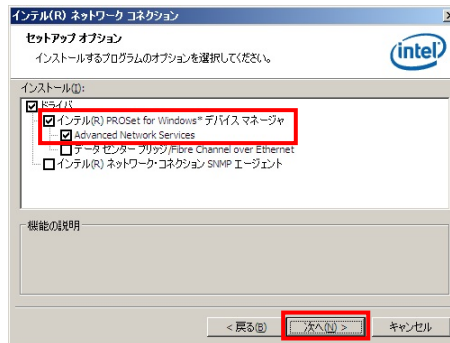 インテル(R) ネットワーク コネクション
セットアップ オプション
インストールするプログラムのオプションを選択してください。
intel
インストール(I):
ドライバ
インテル(R) PROSet for Windows* デバイス マネージャ
Advanced Network Services
データ センター ブリッジ/Fibre Channel over Ethernet
インテル(R) ネットワーク・コネクション SNMP エージェント
機能の説明
< 戻る(B) 次へ(N) > キャンセル